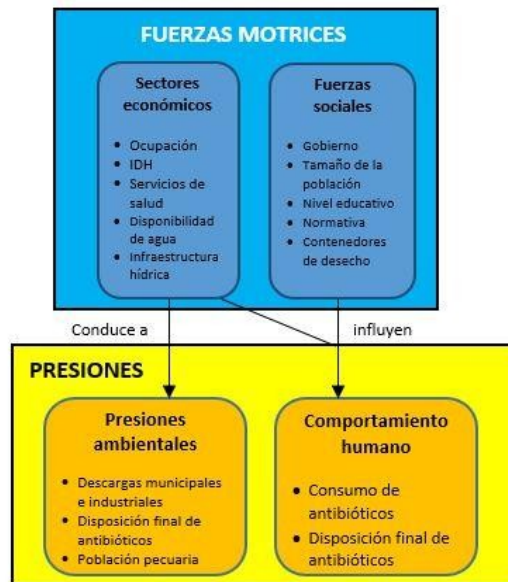 FUERZAS MOTRICES
Sectores
económicos
• Ocupación
• IDH
• Servicios de
salud
• Disponibilidad
de agua
• Infraestructura
hídrica
Fuerzas
sociales
• Gobierno
• Tamaño de la
población
• Nivel educativo
• Normativa
• Contenedores
de desecho
Conduce a
influyen
PRESIONES
Presiones
ambientales
• Descargas municipales
e industriales
• Disposición final de
antibióticos
• Población pecuaria
Comportamiento
humano
• Consumo de
antibióticos
• Disposición final de
antibióticos